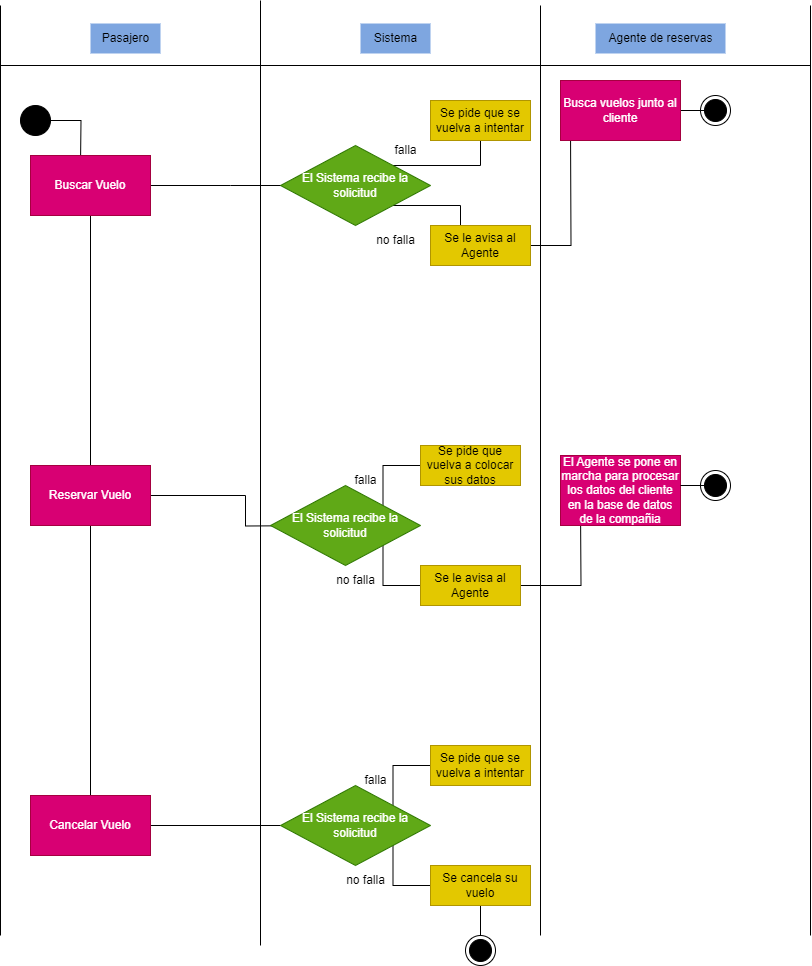 Pasajero
Sistema
Agente de reservas
Busca vuelos junto al
cliente
Se pide que se
vuelva a intentar
falla
Buscar Vuelo
El Sistema recibe la
solicitud
no falla
Se le avisa al
Agente
Se pide que
vuelva a colocar
sus datos
falla
Reservar Vuelo
El Sistema recibe la
solicitud
El Agente se pone en
marcha para procesar
los datos del cliente
en la base de datos
de la compañia
no falla
Se le avisa al
Agente
Se pide que se
vuelva a intentar
falla
Cancelar Vuelo
El Sistema recibe la
solicitud
no falla
Se cancela su
vuelo